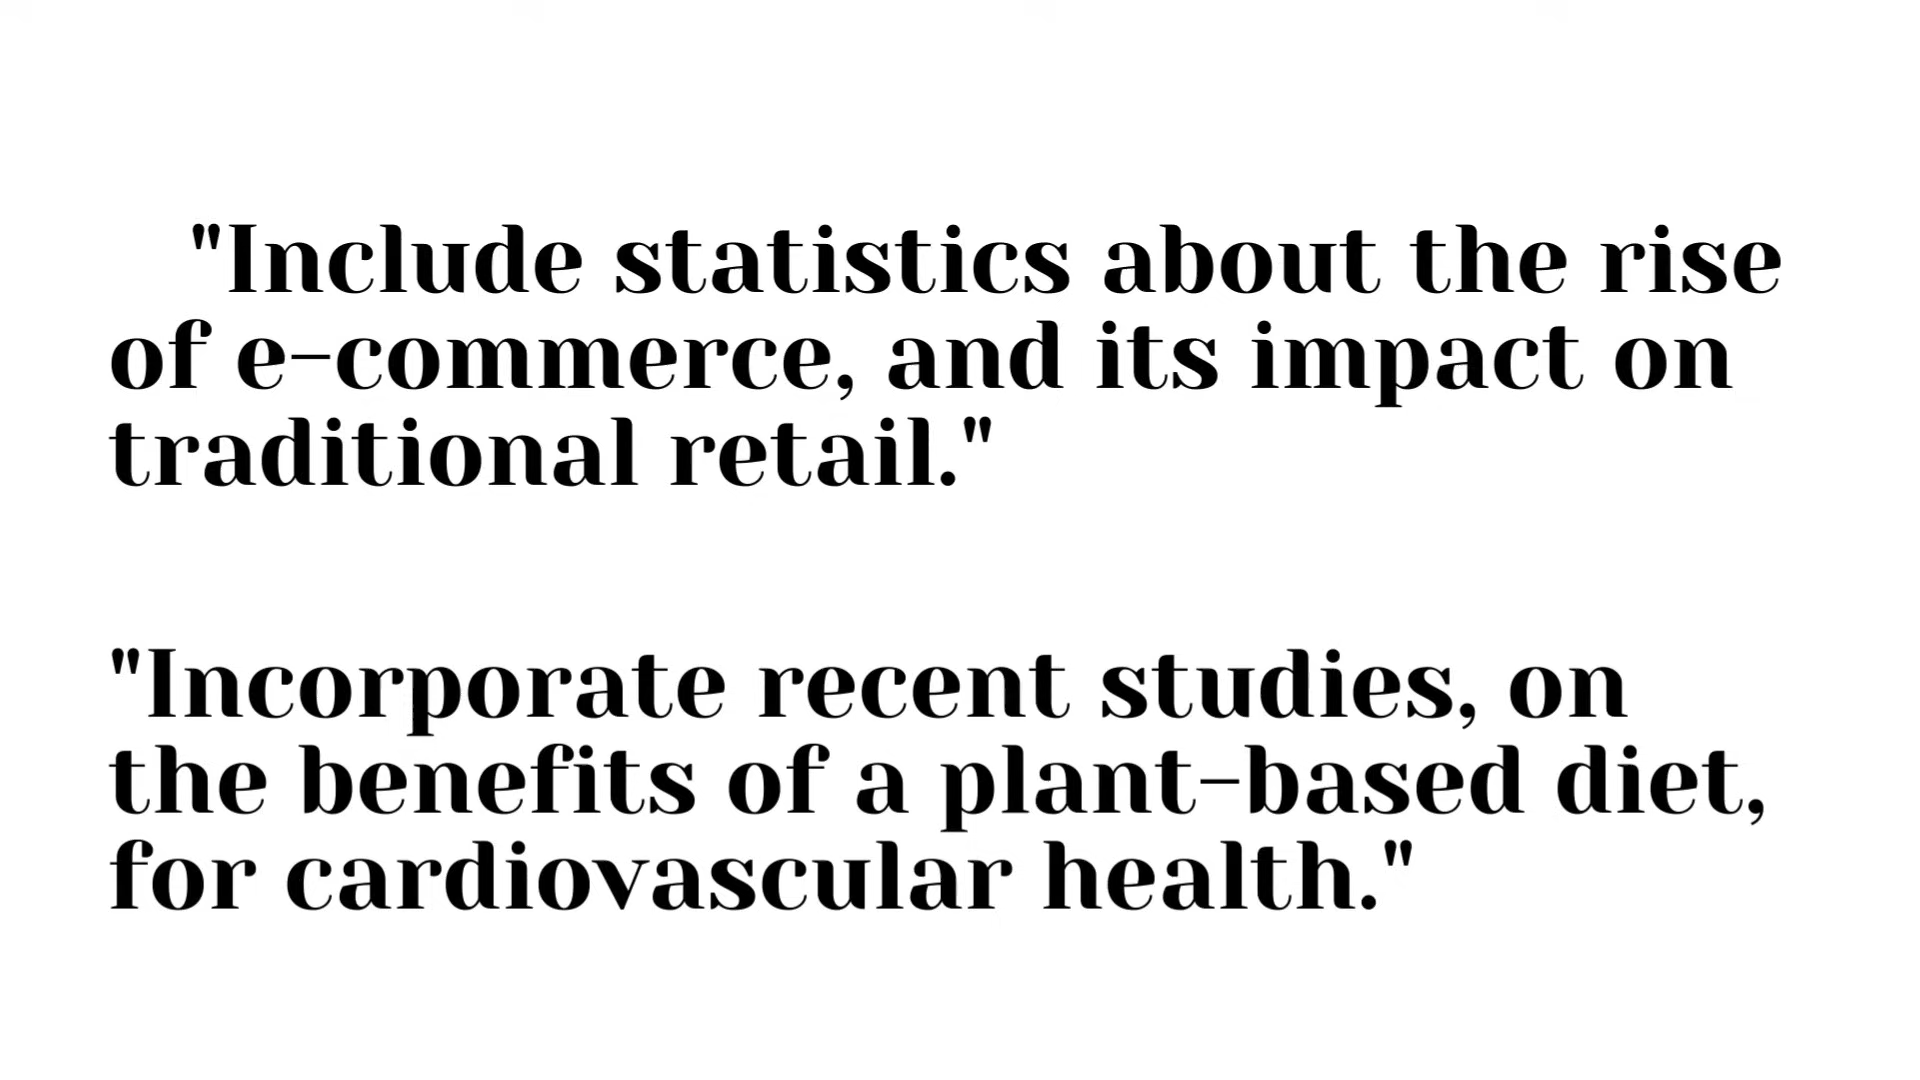 "Include statistics about the rise
of e-commerce, and its impact on
traditional retail."
"Incorporate recent studies, on
the benefits of a plant-based diet,
for cardiovascular health."